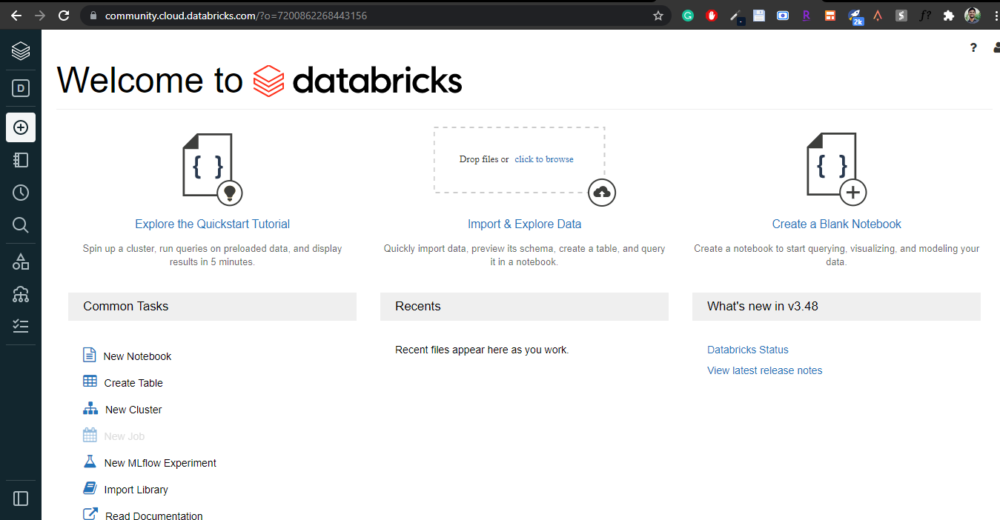 community.cloud.databricks.com/?o=7200862268443156
2k
D
?
Welcome to databricks
{ }
Drop files or click to browse
{ }
Explore the Quickstart Tutorial
Import & Explore Data
Create a Blank Notebook
Spin up a cluster, run queries on preloaded data, and display
results in 5 minutes.
Quickly import data, preview its schema, create a table, and query
it in a notebook.
Create a notebook to start querying, visualizing, and modeling your
data.
Common Tasks
Recents
What's new in v3.48
New Notebook
Create Table
New Cluster
New Job
New MLflow Experiment
Import Library
Read Documentation
Recent files appear here as you work.
Databricks Status
View latest release notes